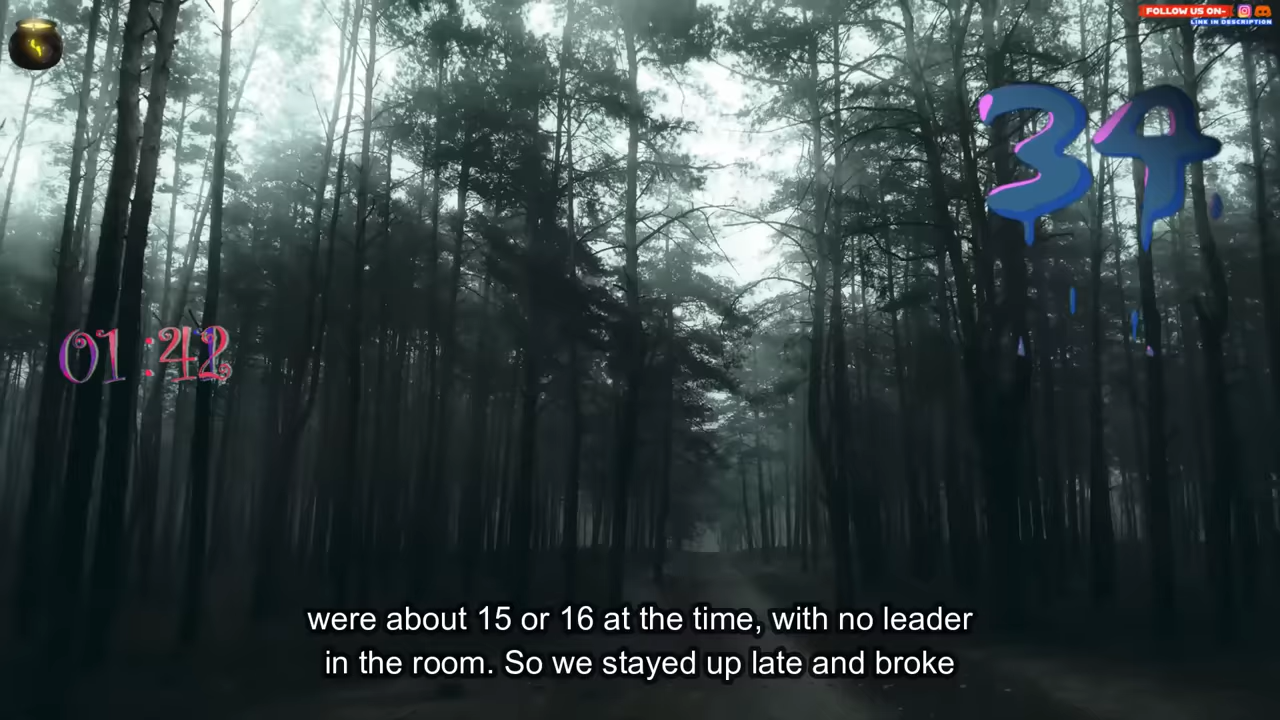 FOLLOW US ON-
LINK IN DESCRIPTION
34
01:42
were about 15 or 16 at the time, with no leader
in the room. So we stayed up late and broke